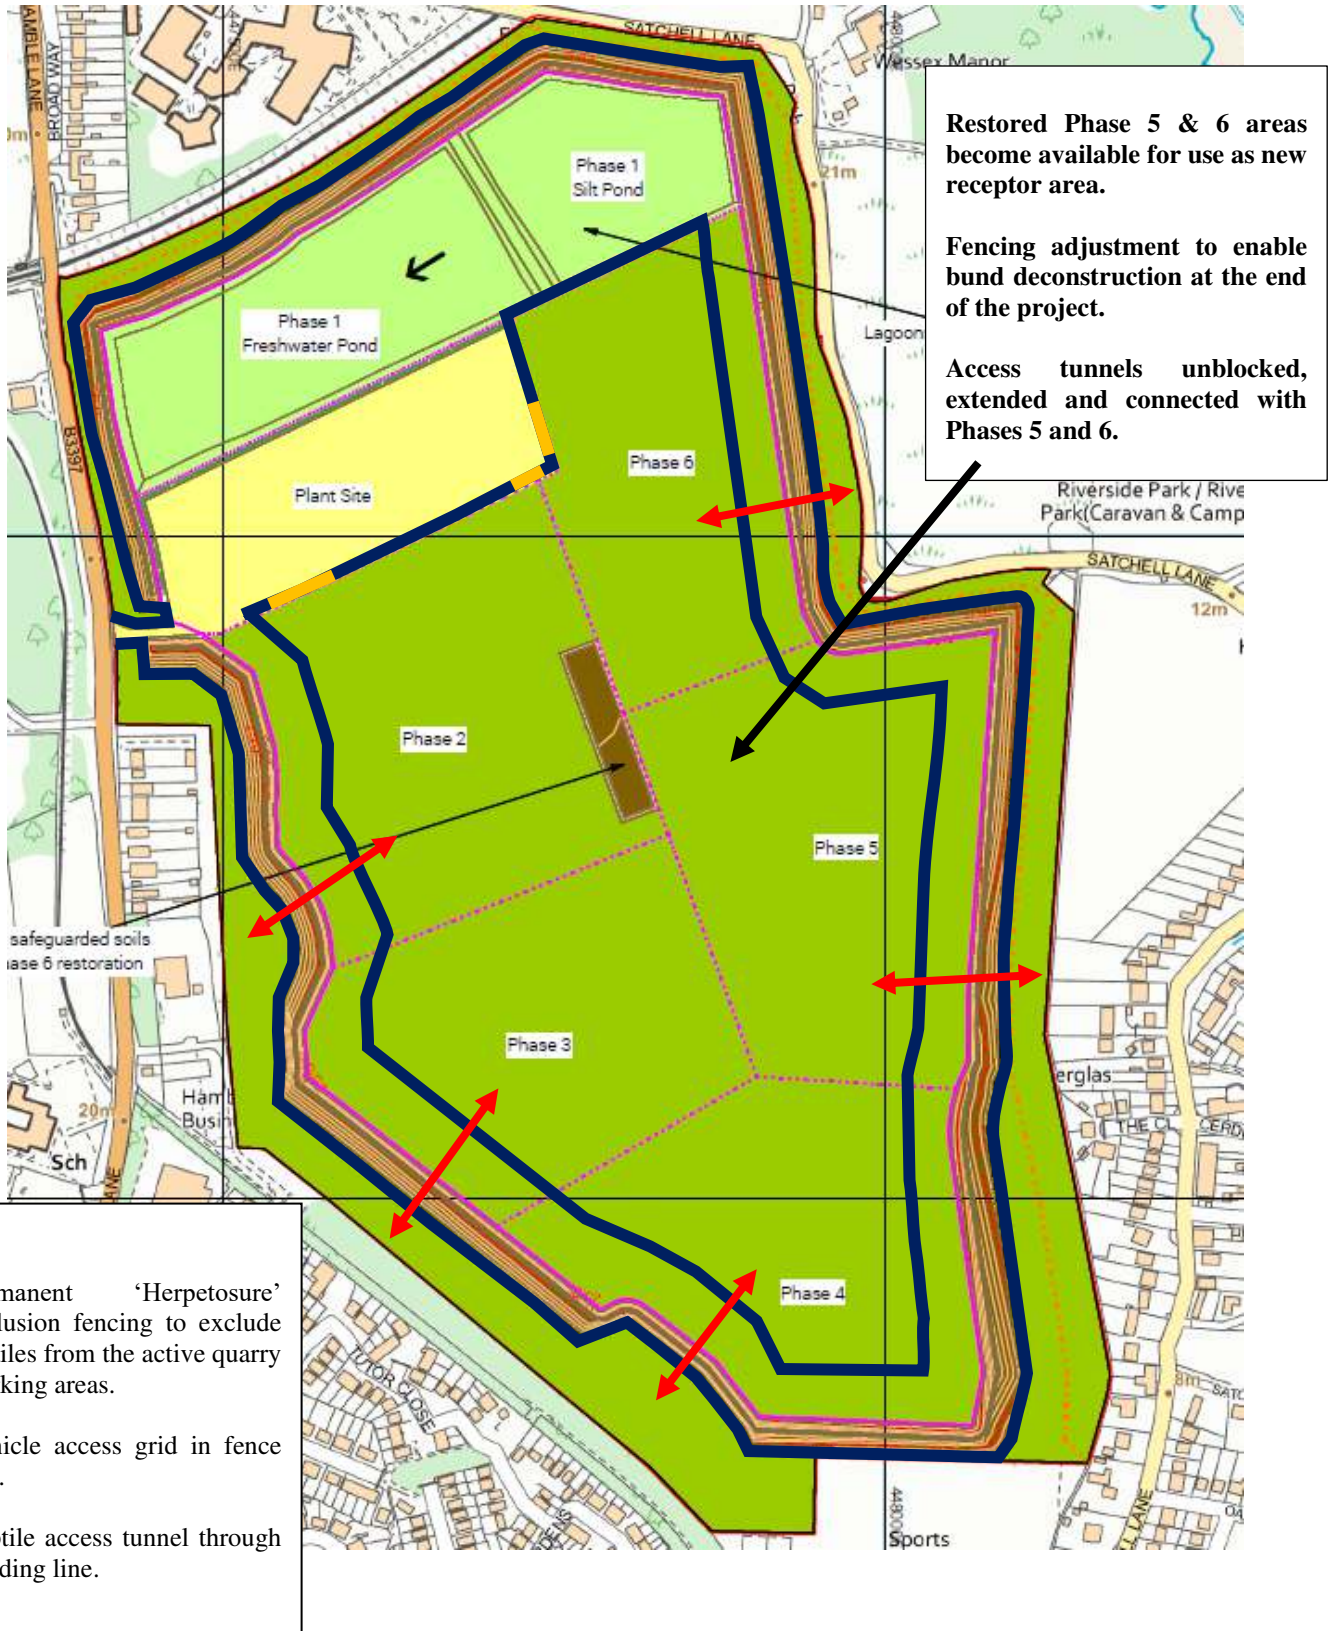 SATCHELL LANE
BROAD WAY
Wessex Manor
21m
Restored Phase 5 & 6 areas
become available for use as new
receptor area.
Fencing adjustment to enable
bund deconstruction at the end
of the project.
Access tunnels unblocked,
extended and connected with
Phases 5 and 6.
Phase 1
Silt Pond
Phase 1
Freshwater Pond
Lagoon
B3397
Phase 6
Plant Site
Riverside Park / Rive
Park(Caravan & Camp
SATCHELL LANE
12m
Phase 2
Phase 5
safeguarded soils
ase 6 restoration
Phase 3
erglas
20m
Busin
Sch
THE CL
CERD
Phase 4
manent 'Herpetosure'
lusion fencing to exclude
iles from the active quarry
king areas.
icle access grid in fence
.
tile access tunnel through
ding line.
TUTOR CLOSE
8m
Sports